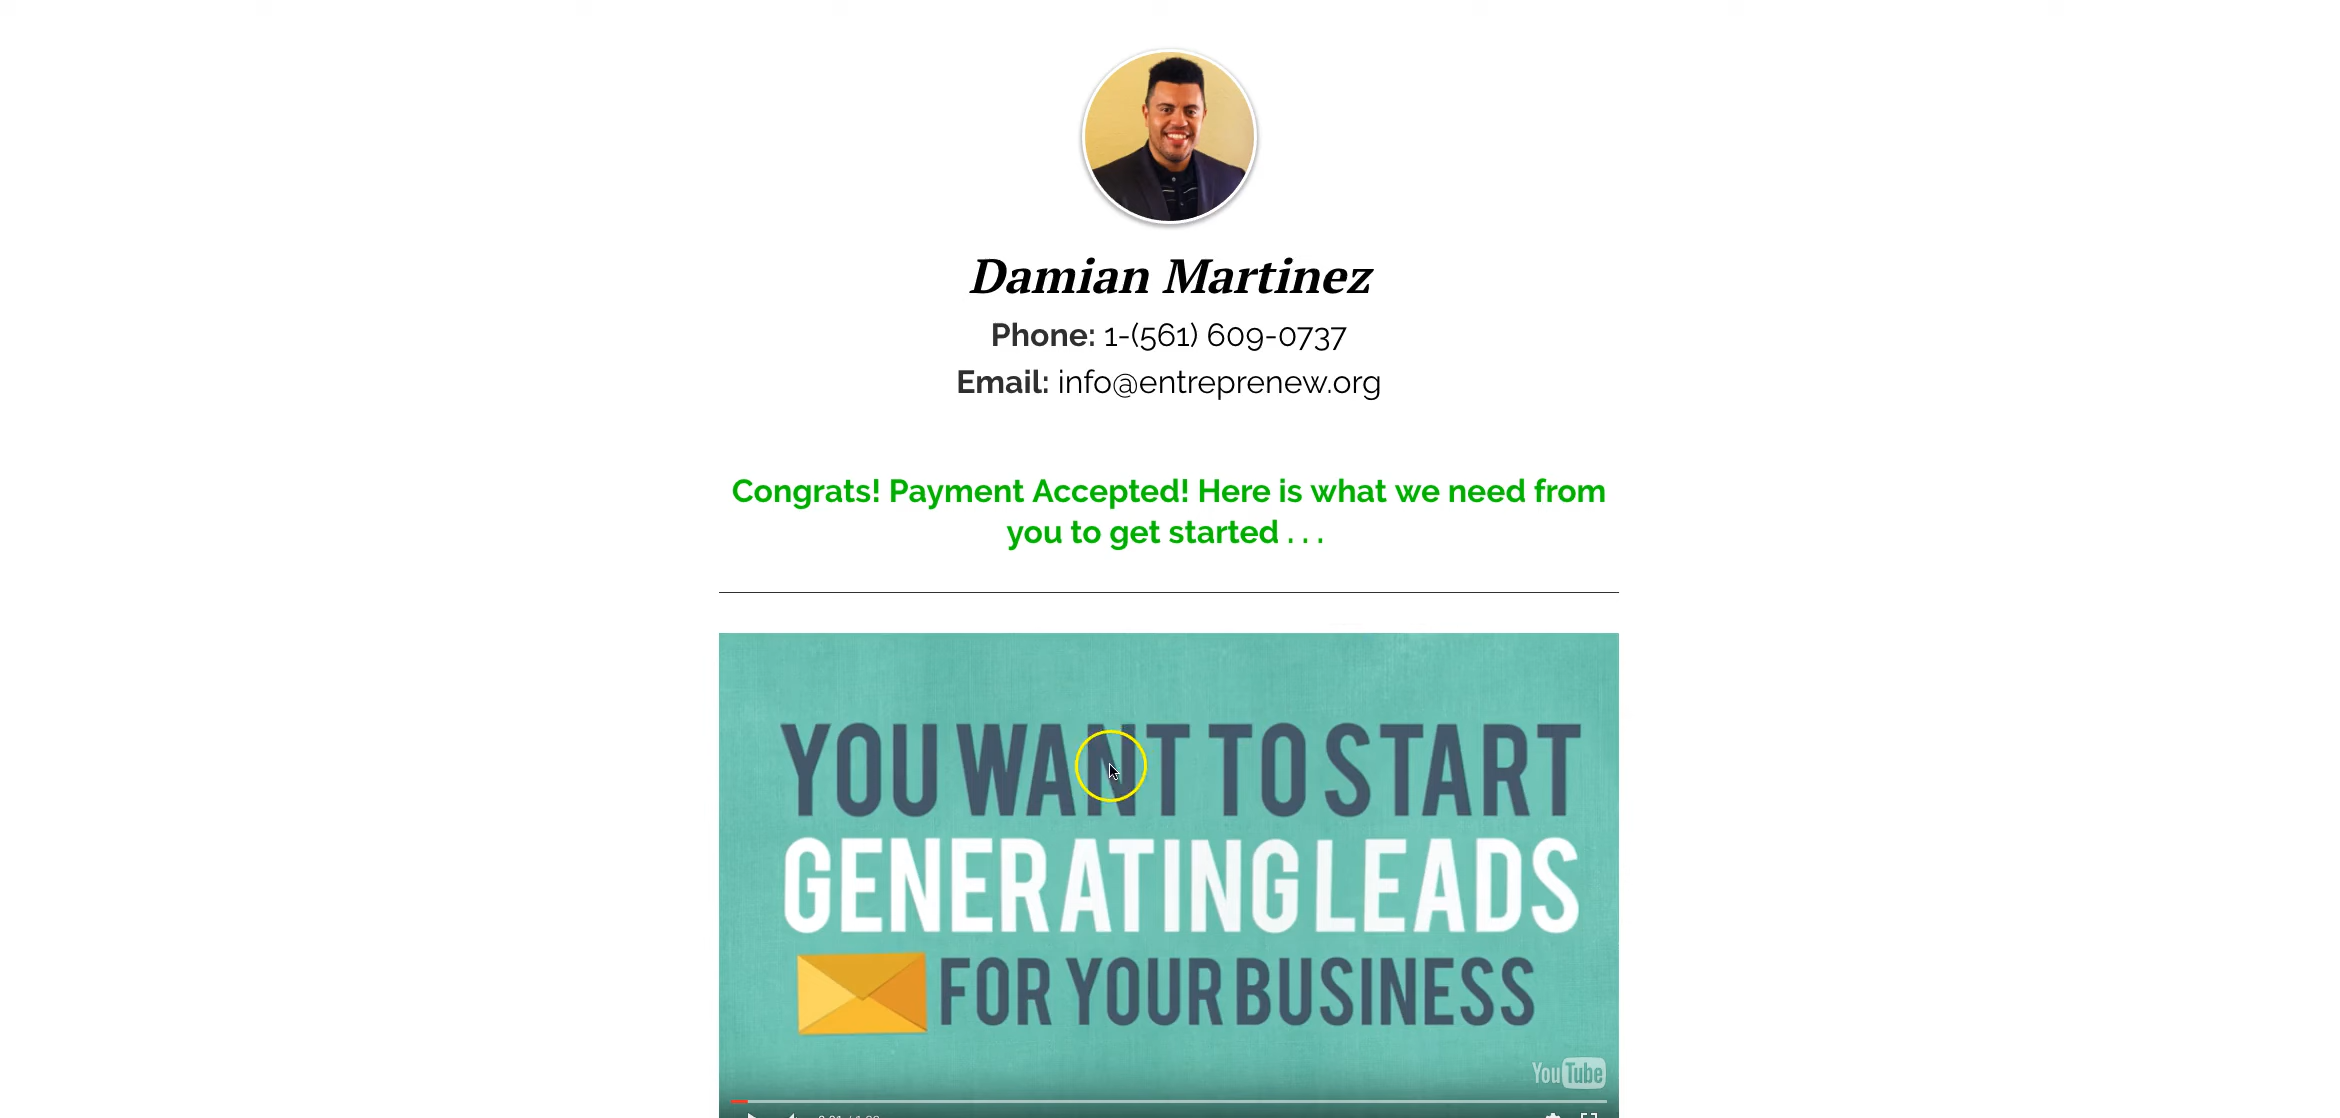 Damian Martinez
Phone: 1-(561) 609-0737
Email: info@entreprenew.org
Congrats! Payment Accepted! Here is what we need from
you to get started . . .
YOU WANT TO START
GENERATING LEADS
FOR YOUR BUSINESS
YouTube